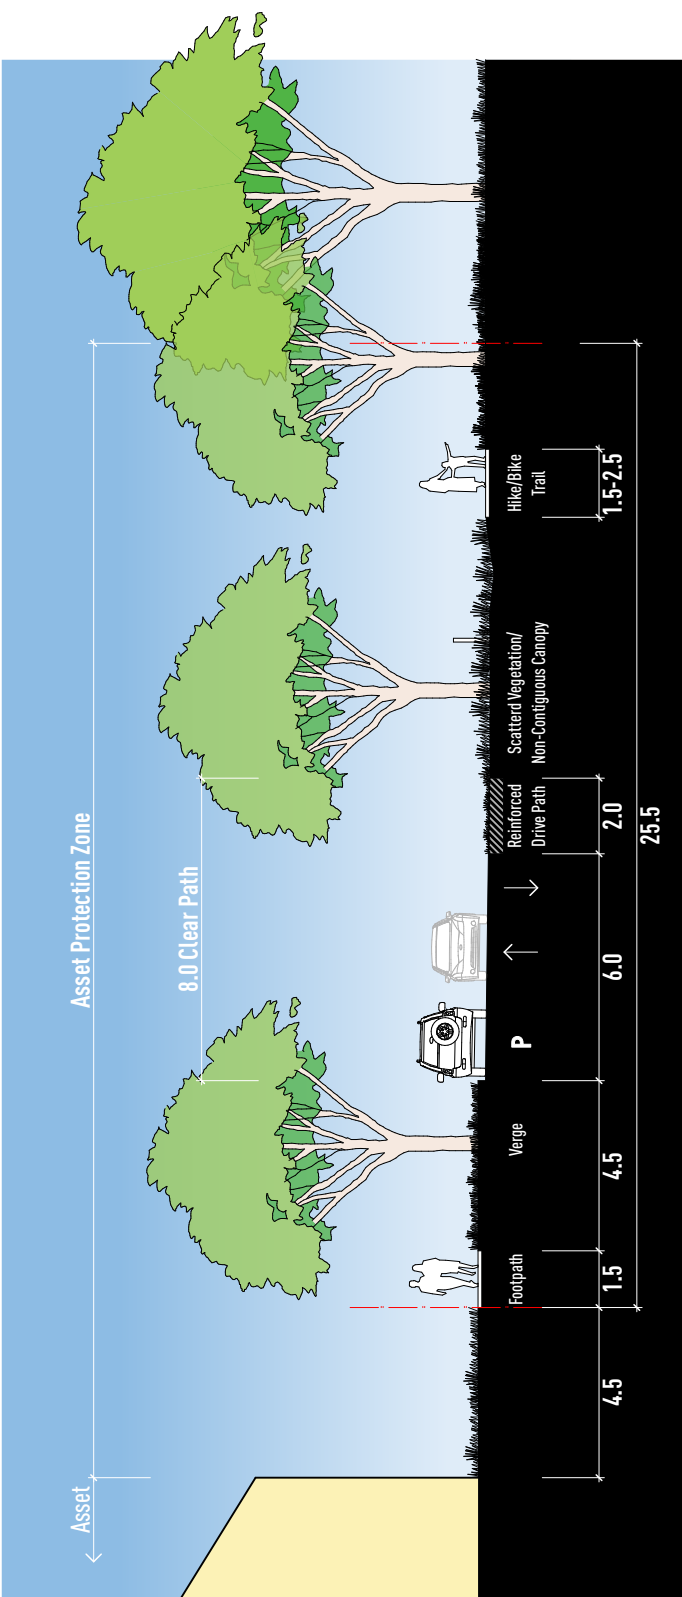 Asset
Asset Protection Zone
8.0 Clear Path
Footpath
Verge
P
Reinforced
Drive Path
Scatterd Vegetation/
Non-Contiguous Canopy
Hike/Bike
Trail
4.5
1.5
4.5
6.0
2.0
1.5-2.5
25.5